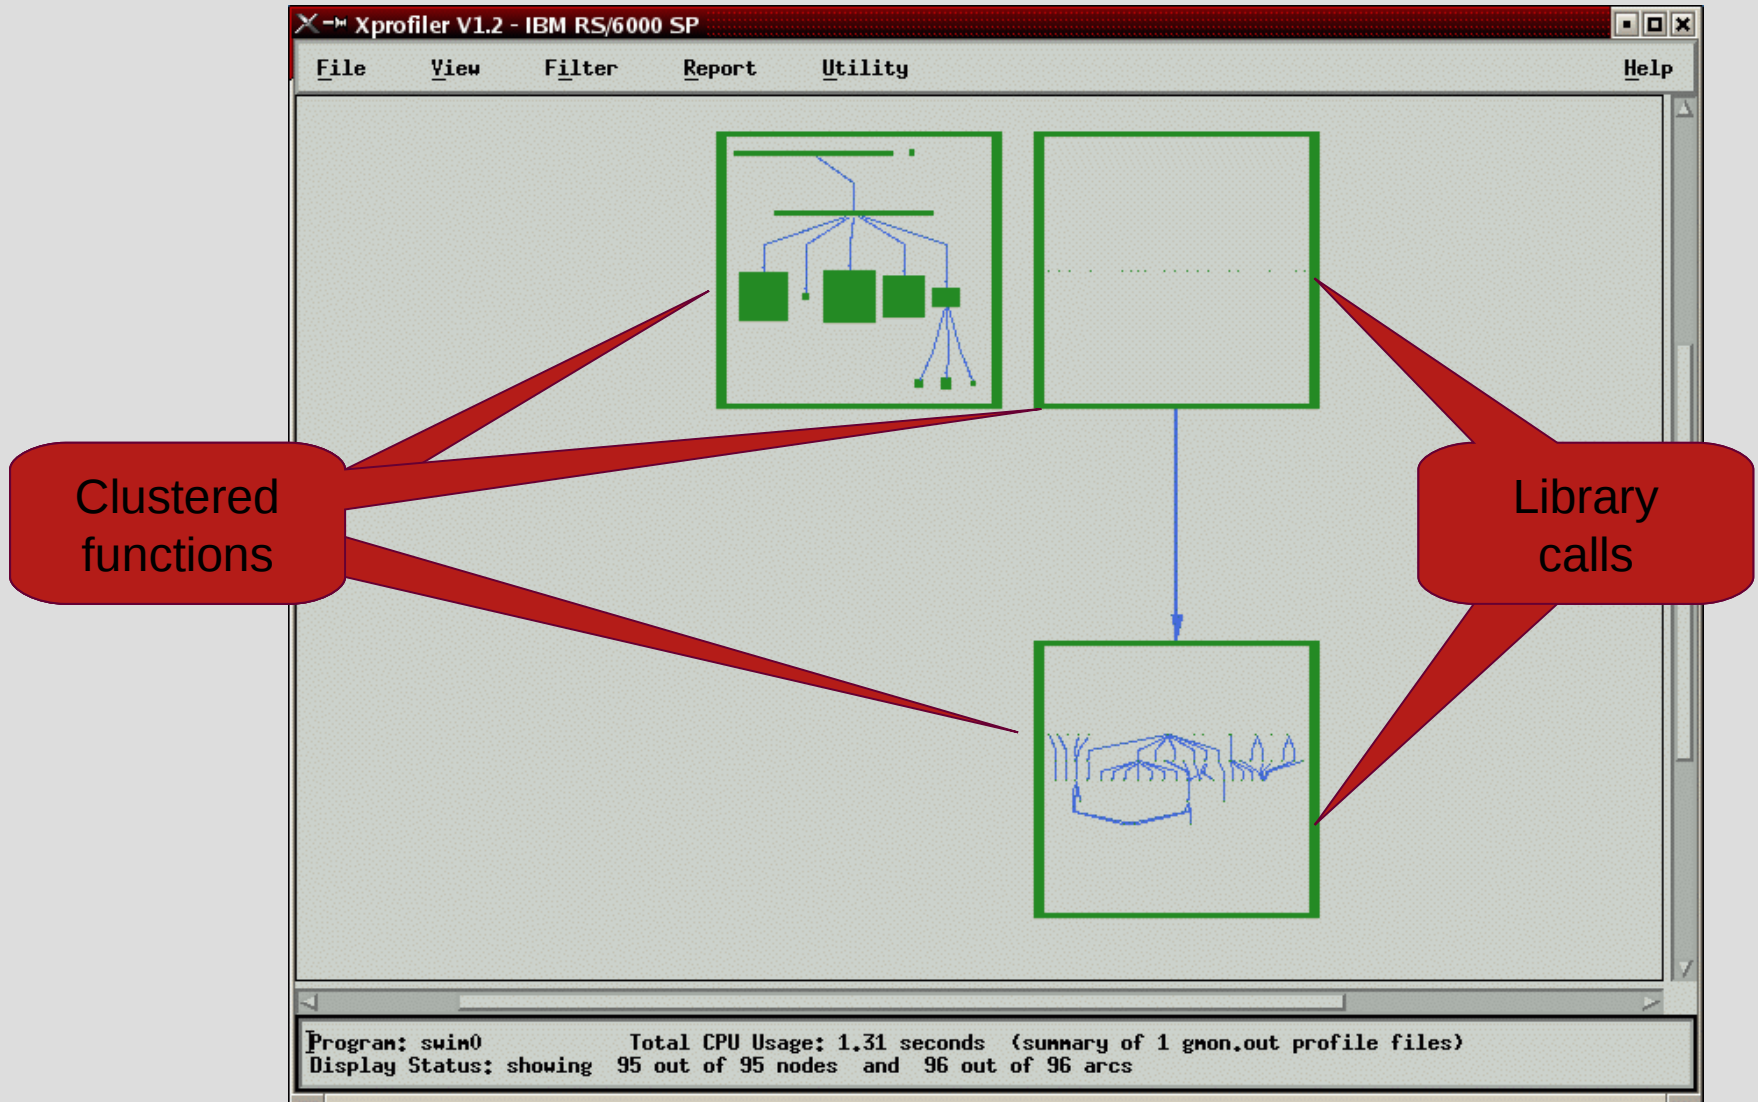 Xprofiler V1.2 - IBM RS/6000 SP
File View Filter Report Utility Help
Clustered
functions
Library
calls
Program: swim0 Total CPU Usage: 1.31 seconds (summary of 1 gmon.out profile files)
Display Status: showing 95 out of 95 nodes and 96 out of 96 arcs